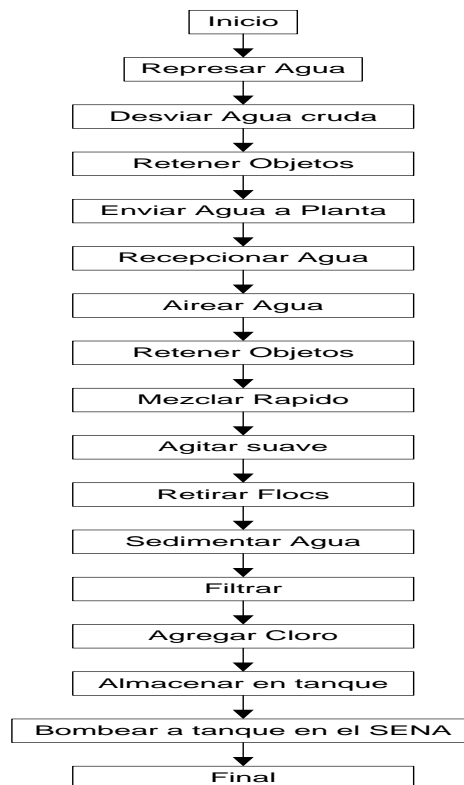 Inicio
Represar Agua
Desviar Agua cruda
Retener Objetos
Enviar Agua a Planta
Recepcionar Agua
Airear Agua
Retener Objetos
Mezclar Rapido
Agitar suave
Retirar Flocs
Sedimentar Agua
Filtrar
Agregar Cloro
Almacenar en tanque
Bombear a tanque en el SENA
Final